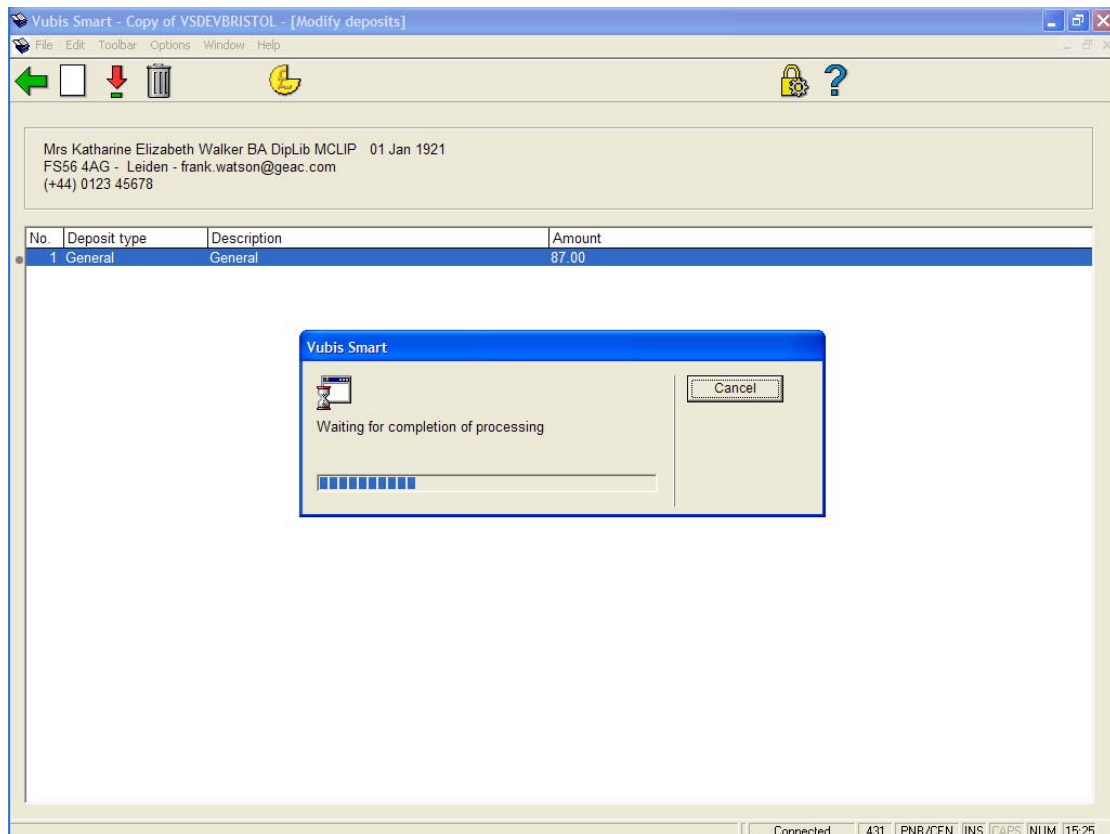 Vubis Smart - Copy of VSDEVBRISTOL - [Modify deposits]
File Edit Toolbar Options Window Help
Mrs Katharine Elizabeth Walker BA DipLib MCLIP 01 Jan 1921
FS56 4AG - Leiden - frank.watson@geac.com
(+44) 0123 45678
No. Deposit type Description Amount
1 General General 87.00
Vubis Smart
Cancel
Waiting for completion of processing
Connected 431 PNB/CEN INS CAPS NUM 15:25